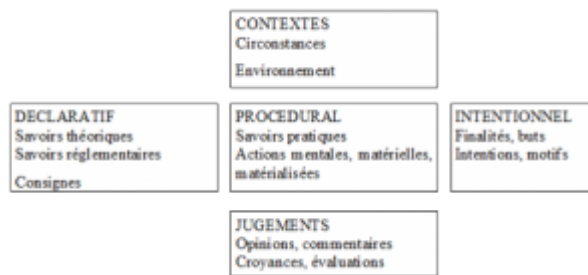 CONTEXTES
Circonstances
Environnement
DECLARATIF
Savoirs théoriques
Savoirs réglementaires
Consignes
PROCEDURAL
Savoirs pratiques
Actions mentales, matérielles,
matérialisées
INTENTIONNEL
Finalités, buts
Intentions, motifs
JUGEMENTS
Opinions, commentaires
Croyances, évaluations